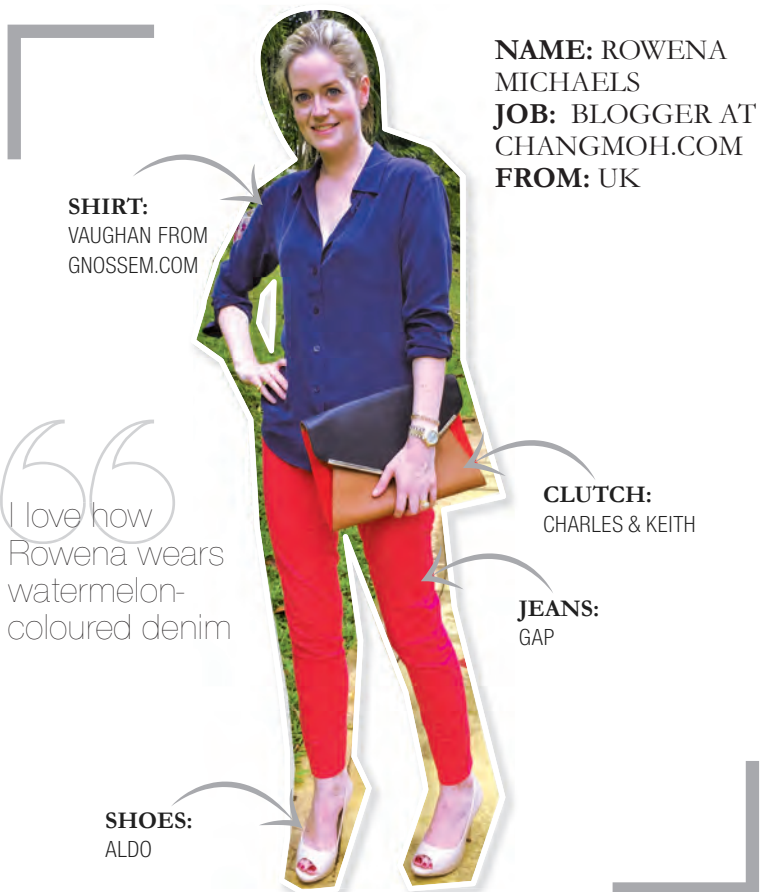 NAME: ROWENA
MICHAELS
JOB: BLOGGER AT
CHANGMOH.COM
FROM: UK
SHIRT:
VAUGHAN FROM
GNOSSEM.COM
“
I love how
Rowena wears
watermelon-
coloured denim
CLUTCH:
CHARLES & KEITH
JEANS:
GAP
SHOES:
ALDO